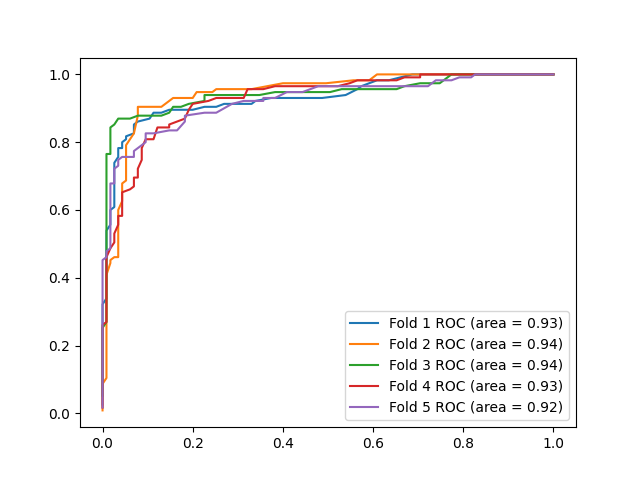 1.0
0.8
0.6
0.4
0.2
0.0
Fold 1 ROC (area = 0.93)
Fold 2 ROC (area = 0.94)
Fold 3 ROC (area = 0.94)
Fold 4 ROC (area = 0.93)
Fold 5 ROC (area = 0.92)
0.0 0.2 0.4 0.6 0.8 1.0